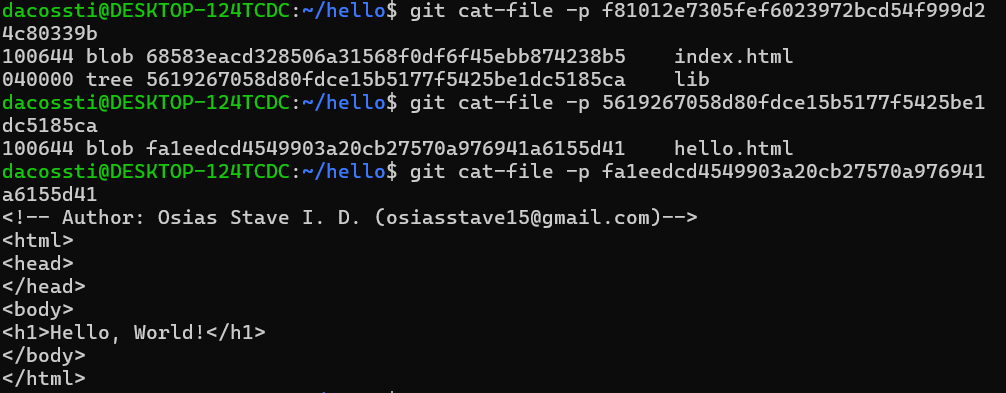 dacossti@DESKTOP-124TCDC:~/hello$ git cat-file -p f81012e7305fef6023972bcd54f999d2
4c80339b
100644 blob 68583eacd328506a31568f0df6f45ebb874238b5    index.html
040000 tree 5619267058d80fdce15b5177f5425be1dc5185ca    lib
dacossti@DESKTOP-124TCDC:~/hello$ git cat-file -p 5619267058d80fdce15b5177f5425be1
dc5185ca
100644 blob fa1eedcd4549903a20cb27570a976941a6155d41    hello.html
dacossti@DESKTOP-124TCDC:~/hello$ git cat-file -p fa1eedcd4549903a20cb27570a976941
a6155d41
<!-- Author: Osias Stave I. D. (osiasstave15@gmail.com)-->
<html>
<head>
</head>
<body>
<h1>Hello, World!</h1>
</body>
</html>